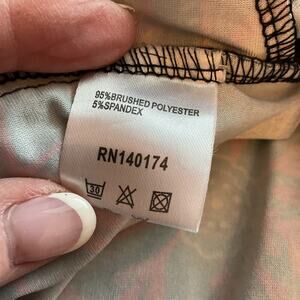 95%BRUSHED POLYESTER
5%SPANDEX
RN140174
30